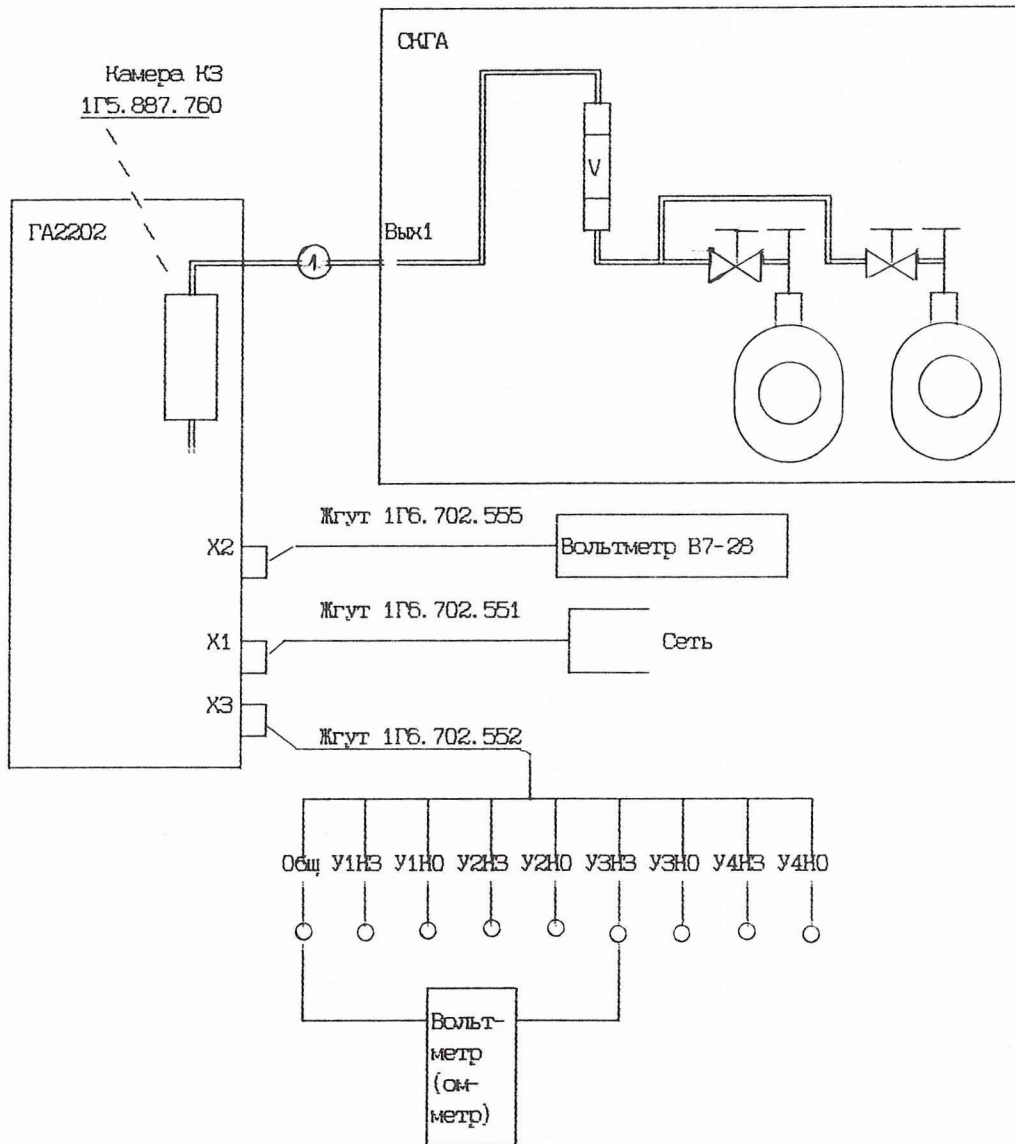 СКГА
Камера К3
1Г5.887.760
V
ГА2202
Вых1
1
Жгут 1Г6.702.555
Х2
Вольтметр В7-28
Жгут 1Г6.702.551
Х1
Сеть
Х3
Жгут 1Г6.702.552
Общ У1НЗ У1НО У2НЗ У2НО У3НЗ У3НО У4НЗ У4НО
Вольт-
метр
(ом-
метр)